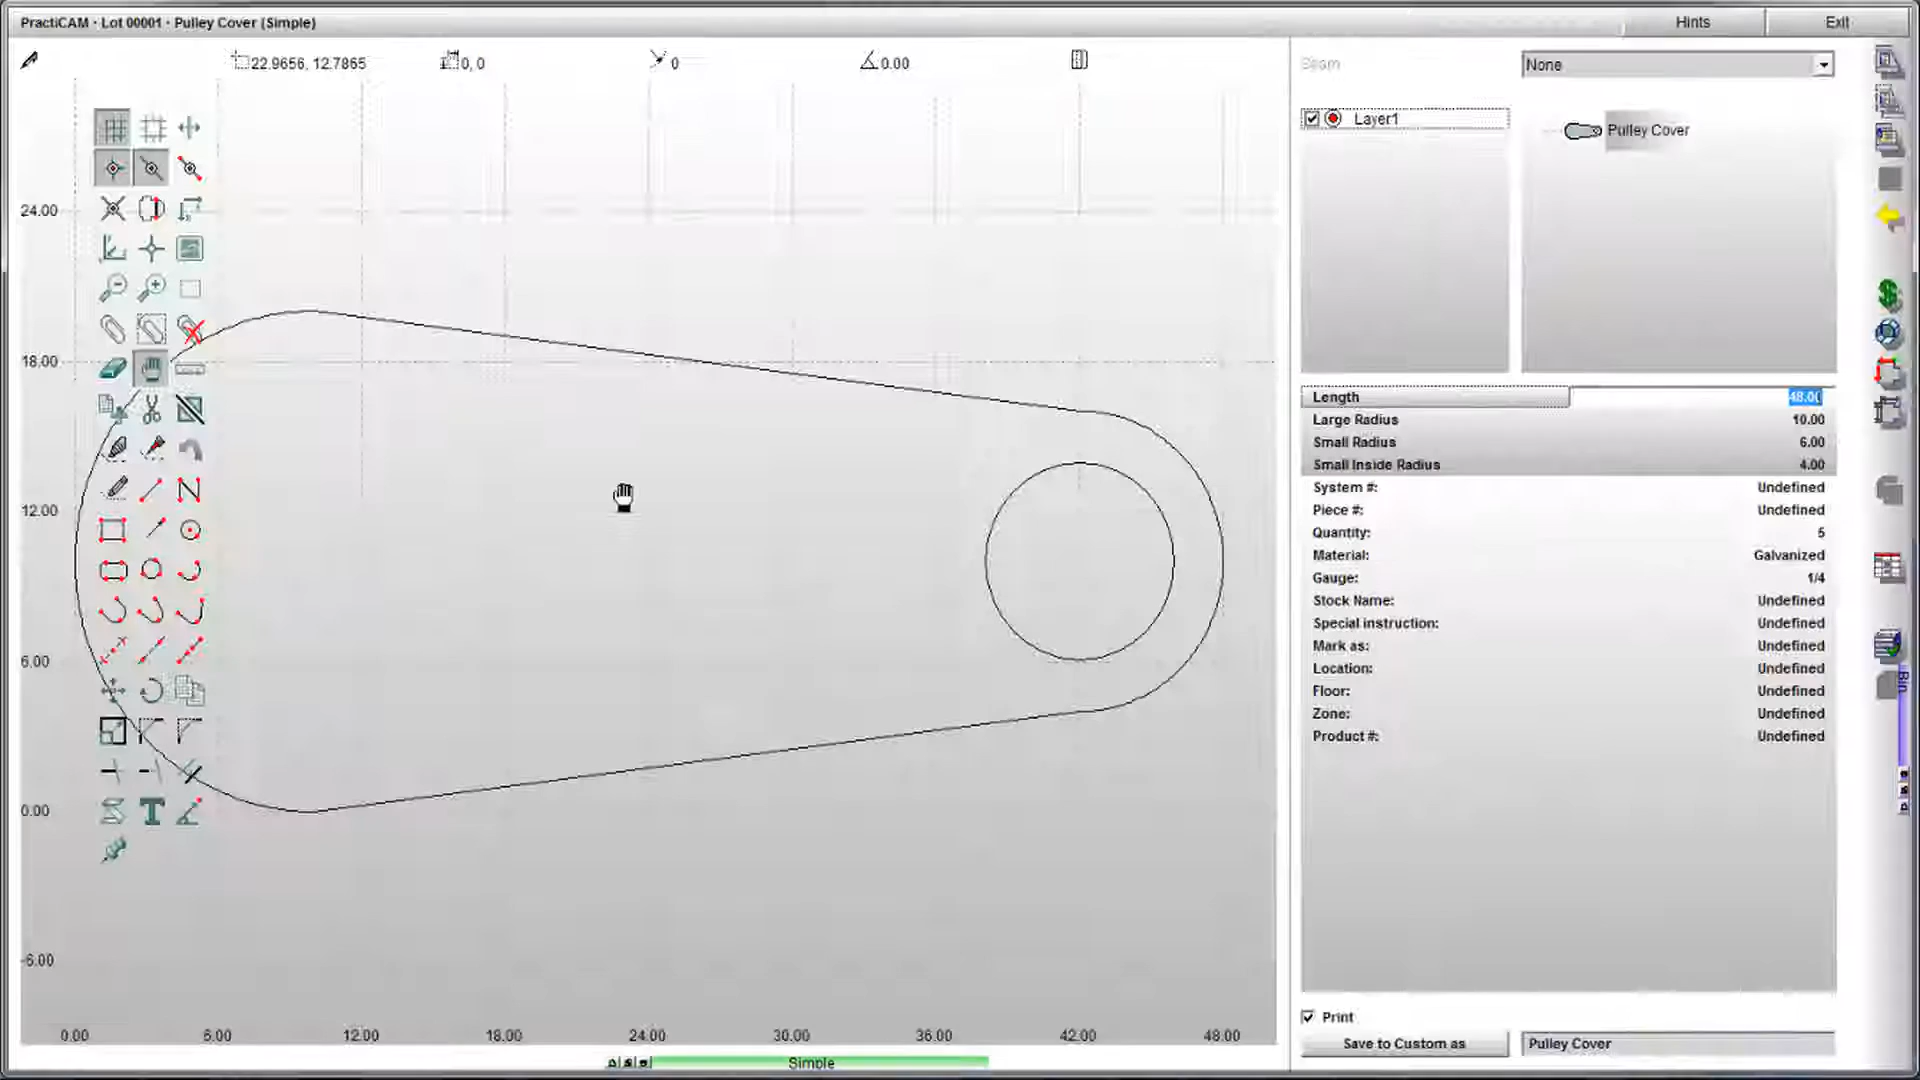 PractiCAM · Lot 00001 · Pulley Cover (Simple)
Hints
Exit
22.9656, 12.7865
0, 0
0
0.00
Seam
None
Layer1
Pulley Cover
24.00
18.00
12.00
6.00
0.00
-6.00
0.00 6.00 12.00 18.00 24.00 30.00 36.00 42.00 48.00
Length 48.00
Large Radius 10.00
Small Radius 6.00
Small Inside Radius 4.00
System #: Undefined
Piece #: Undefined
Quantity: 5
Material: Galvanized
Gauge: 1/4
Stock Name: Undefined
Special instruction: Undefined
Mark as: Undefined
Location: Undefined
Floor: Undefined
Zone: Undefined
Product #: Undefined
Bin
Print
Save to Custom as
Pulley Cover
Simple